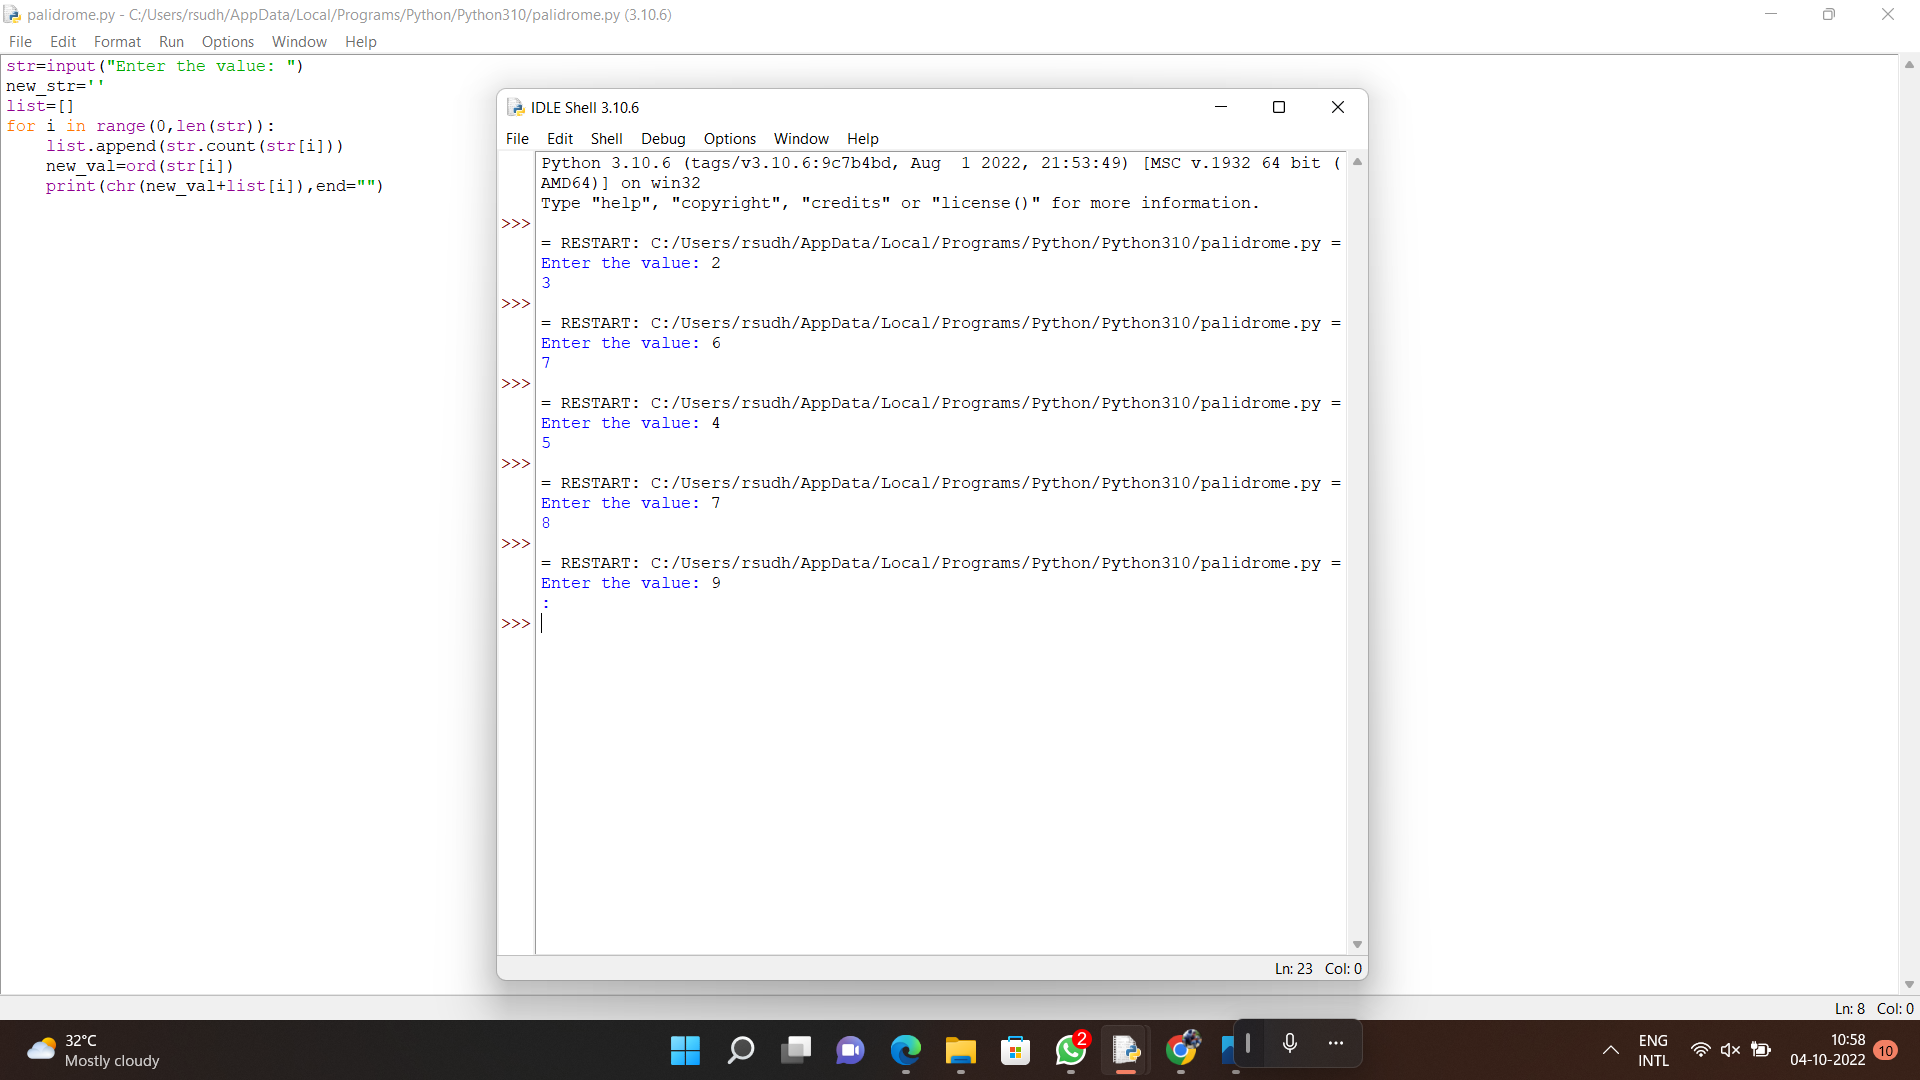 palidrome.py - C:/Users/rsudh/AppData/Local/Programs/Python/Python310/palidrome.py (3.10.6)
File Edit Format Run Options Window Help
str=input("Enter the value: ")
new_str=''
list=[]
for i in range(0,len(str)):
    list.append(str.count(str[i]))
    new_val=ord(str[i])
    print(chr(new_val+list[i]),end="")
IDLE Shell 3.10.6
File Edit Shell Debug Options Window Help
Python 3.10.6 (tags/v3.10.6:9c7b4bd, Aug  1 2022, 21:53:49) [MSC v.1932 64 bit (
AMD64)] on win32
Type "help", "copyright", "credits" or "license()" for more information.
>>>
= RESTART: C:/Users/rsudh/AppData/Local/Programs/Python/Python310/palidrome.py =
Enter the value: 2
3
>>>
= RESTART: C:/Users/rsudh/AppData/Local/Programs/Python/Python310/palidrome.py =
Enter the value: 6
7
>>>
= RESTART: C:/Users/rsudh/AppData/Local/Programs/Python/Python310/palidrome.py =
Enter the value: 4
5
>>>
= RESTART: C:/Users/rsudh/AppData/Local/Programs/Python/Python310/palidrome.py =
Enter the value: 7
8
>>>
= RESTART: C:/Users/rsudh/AppData/Local/Programs/Python/Python310/palidrome.py =
Enter the value: 9
:
>>>
Ln: 23 Col: 0
Ln: 8 Col: 0
32°C
Mostly cloudy
2
ENG
INTL
10:58
04-10-2022
10